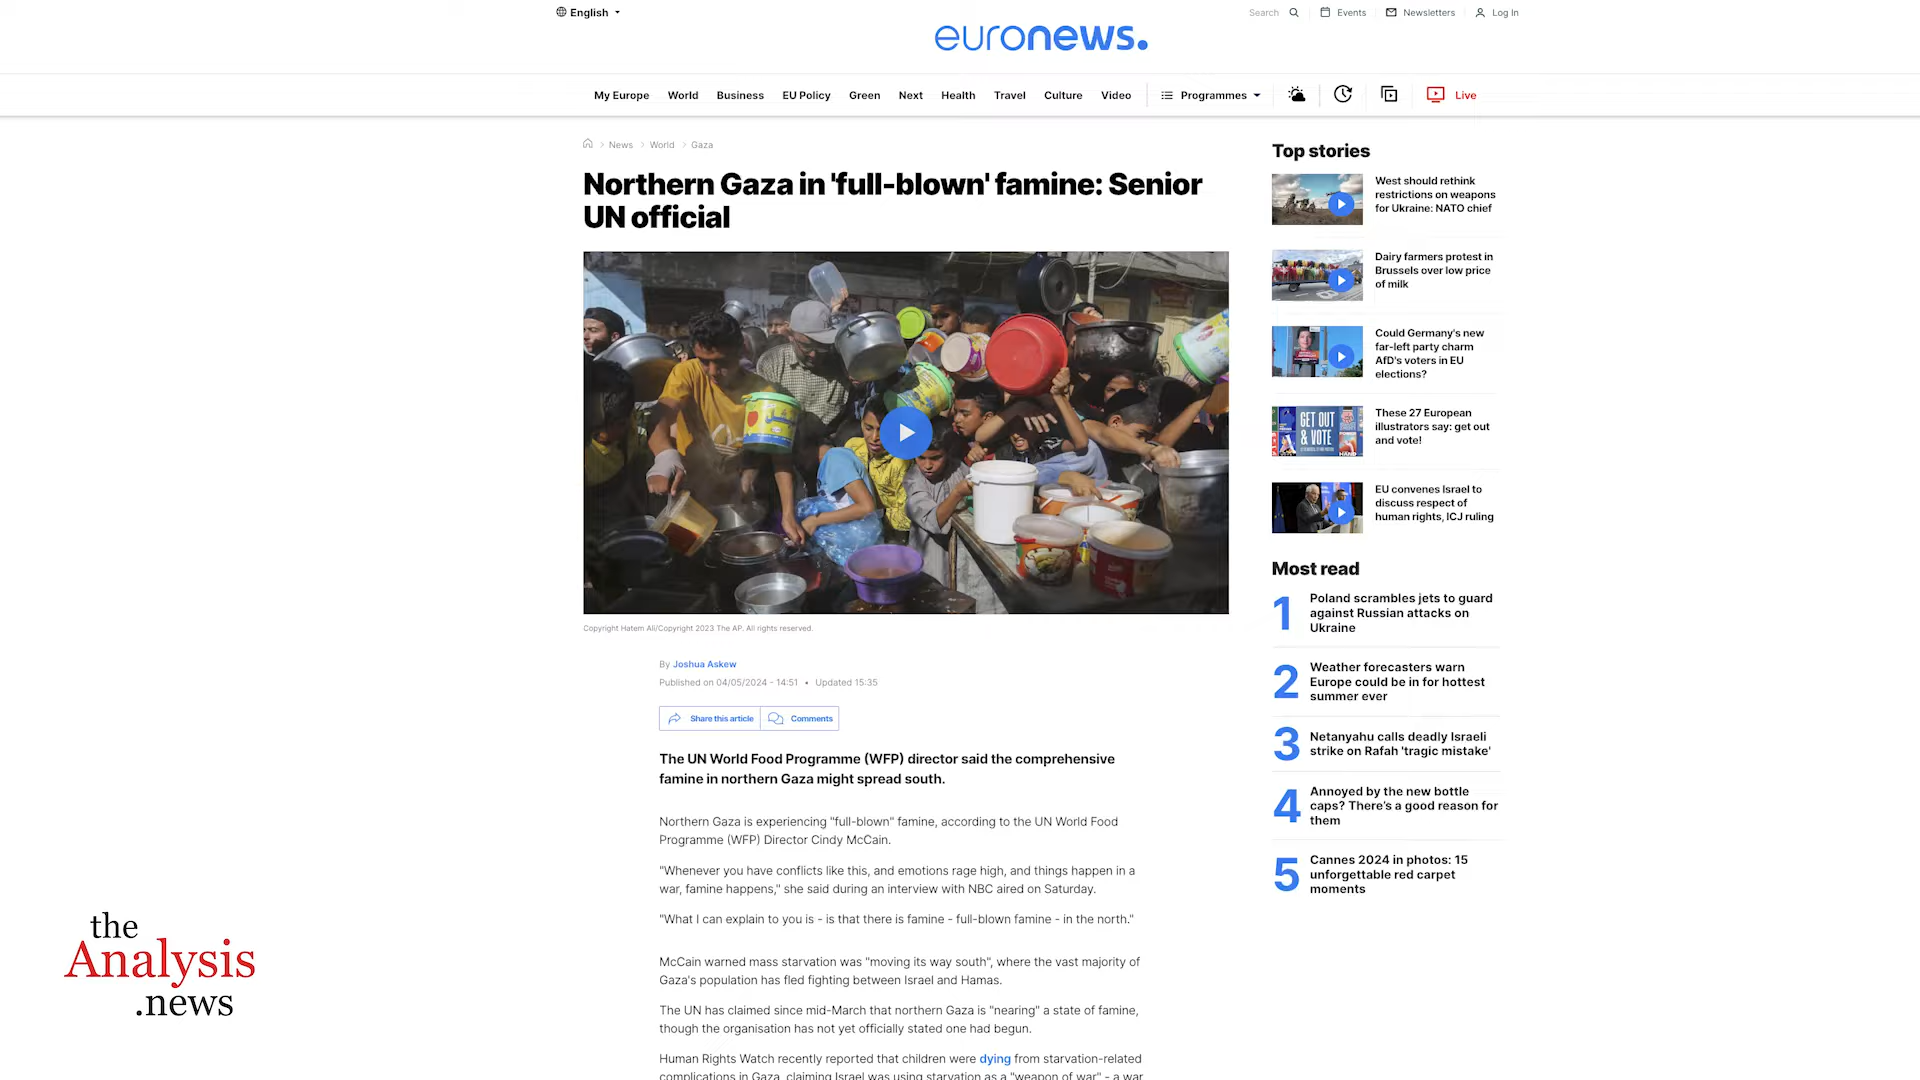 English
Search
Events
Newsletters
Log In
euronews.
My Europe
World
Business
EU Policy
Green
Next
Health
Travel
Culture
Video
Programmes
Live
News
World
Gaza
Northern Gaza in 'full-blown' famine: Senior
UN official
Copyright Hatem Ali/Copyright 2023 The AP. All rights reserved.
By Joshua Askew
Published on 04/05/2024 - 14:51 • Updated 15:35
Share this article
Comments
The UN World Food Programme (WFP) director said the comprehensive
famine in northern Gaza might spread south.
Northern Gaza is experiencing "full-blown" famine, according to the UN World Food
Programme (WFP) Director Cindy McCain.
"Whenever you have conflicts like this, and emotions rage high, and things happen in a
war, famine happens," she said during an interview with NBC aired on Saturday.
"What I can explain to you is - is that there is famine - full-blown famine - in the north."
McCain warned mass starvation was "moving its way south", where the vast majority of
Gaza's population has fled fighting between Israel and Hamas.
The UN has claimed since mid-March that northern Gaza is "nearing" a state of famine,
though the organisation has not yet officially stated one had begun.
Human Rights Watch recently reported that children were dying from starvation-related
complications in Gaza, claiming Israel was using starvation as a "weapon of war" - a war
Top stories
West should rethink
restrictions on weapons
for Ukraine: NATO chief
Dairy farmers protest in
Brussels over low price
of milk
Could Germany's new
far-left party charm
AfD's voters in EU
elections?
GET OUT
& VOTE
These 27 European
illustrators say: get out
and vote!
EU convenes Israel to
discuss respect of
human rights, ICJ ruling
Most read
1
Poland scrambles jets to guard
against Russian attacks on
Ukraine
2
Weather forecasters warn
Europe could be in for hottest
summer ever
3
Netanyahu calls deadly Israeli
strike on Rafah 'tragic mistake'
4
Annoyed by the new bottle
caps? There's a good reason for
them
5
Cannes 2024 in photos: 15
unforgettable red carpet
moments
the
Analysis
.news